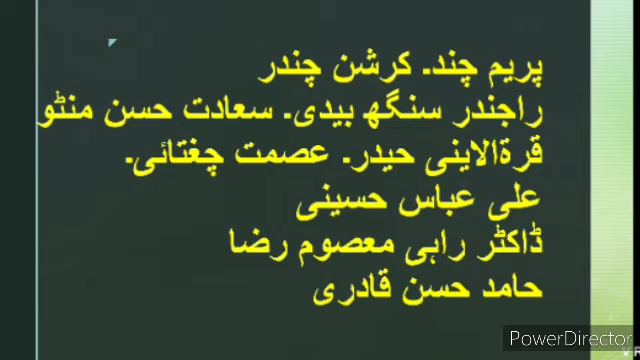 پریم چند۔ کرشن چندر
راجندر سنگھ بیدی۔ سعادت حسن منٹو
قرۃالاینی حیدر۔ عصمت چغتائی۔
علی عباس حسینی
ڈاکٹر راہی معصوم رضا
حامد حسن قادری
PowerDirector